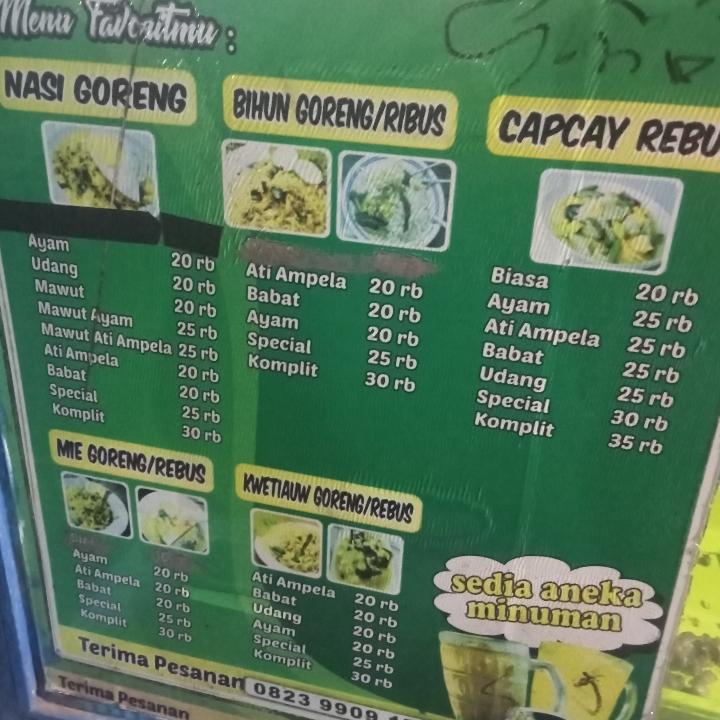 Menu Favoritmu :
NASI GORENG
Ayam 20 rb
Udang 20 rb
Mawut 20 rb
Mawut Ayam 25 rb
Mawut Ati Ampela 25 rb
Ati Ampela 20 rb
Babat 20 rb
Special 25 rb
Komplit 30 rb
BIHUN GORENG/RIBUS
Ati Ampela 20 rb
Babat 20 rb
Ayam 20 rb
Special 25 rb
Komplit 30 rb
CAPCAY REBU
Biasa 20 rb
Ayam 25 rb
Ati Ampela 25 rb
Babat 25 rb
Udang 25 rb
Special 30 rb
Komplit 35 rb
MIE GORENG/REBUS
Ayam 20 rb
Ati Ampela 20 rb
Babat 20 rb
Special 25 rb
Komplit 30 rb
KWETIAUW GORENG/REBUS
Ati Ampela 20 rb
Babat 20 rb
Udang 20 rb
Ayam 20 rb
Special 25 rb
Komplit 30 rb
sedia aneka
minuman
Terima Pesanan
0823 9909
Terima Pesanan